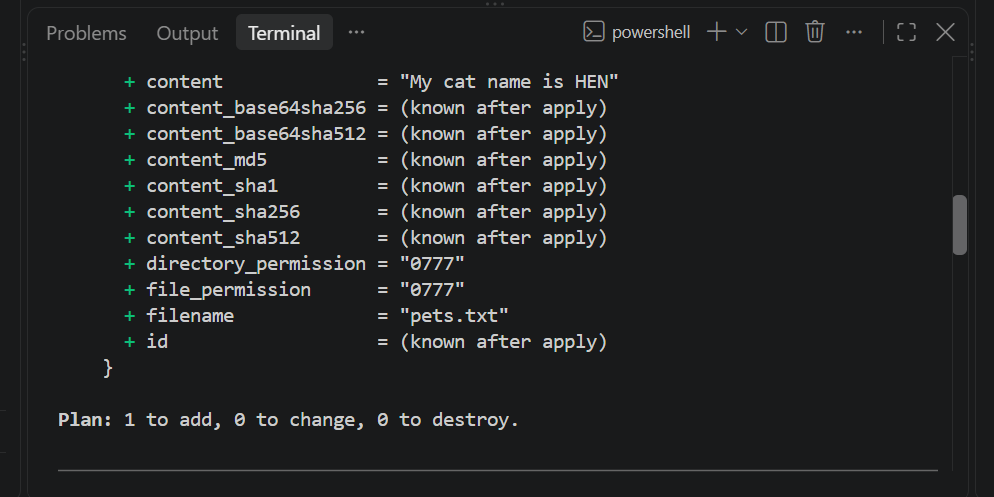 Problems Output Terminal ... powershell ...
+ content = "My cat name is HEN"
+ content_base64sha256 = (known after apply)
+ content_base64sha512 = (known after apply)
+ content_md5 = (known after apply)
+ content_sha1 = (known after apply)
+ content_sha256 = (known after apply)
+ content_sha512 = (known after apply)
+ directory_permission = "0777"
+ file_permission = "0777"
+ filename = "pets.txt"
+ id = (known after apply)
}
Plan: 1 to add, 0 to change, 0 to destroy.